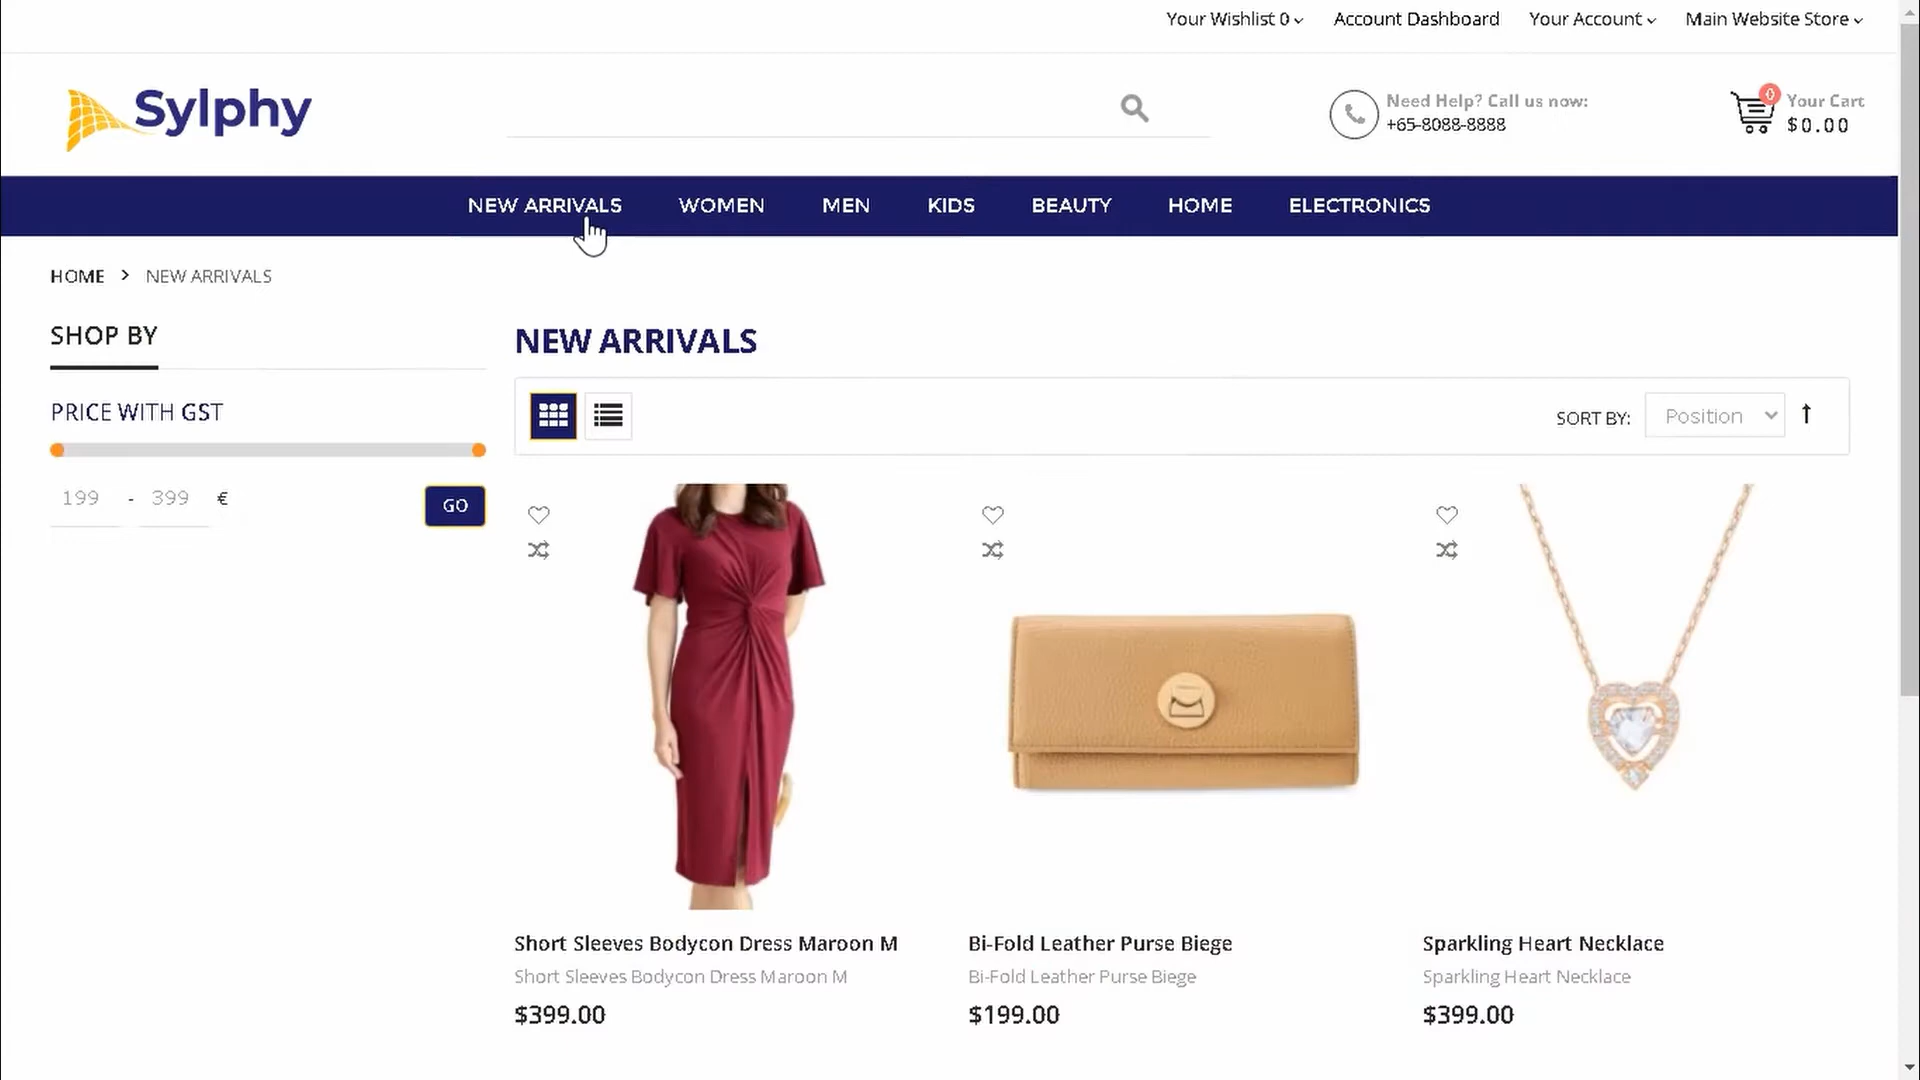 Your Wishlist 0
Account Dashboard
Your Account
Main Website Store
Sylphy
Need Help? Call us now:
+65-8088-8888
0
Your Cart
$0.00
NEW ARRIVALS
WOMEN
MEN
KIDS
BEAUTY
HOME
ELECTRONICS
HOME > NEW ARRIVALS
SHOP BY
PRICE WITH GST
199 - 399 €
GO
NEW ARRIVALS
SORT BY: Position
Short Sleeves Bodycon Dress Maroon M
Short Sleeves Bodycon Dress Maroon M
$399.00
Bi-Fold Leather Purse Biege
Bi-Fold Leather Purse Biege
$199.00
Sparkling Heart Necklace
Sparkling Heart Necklace
$399.00